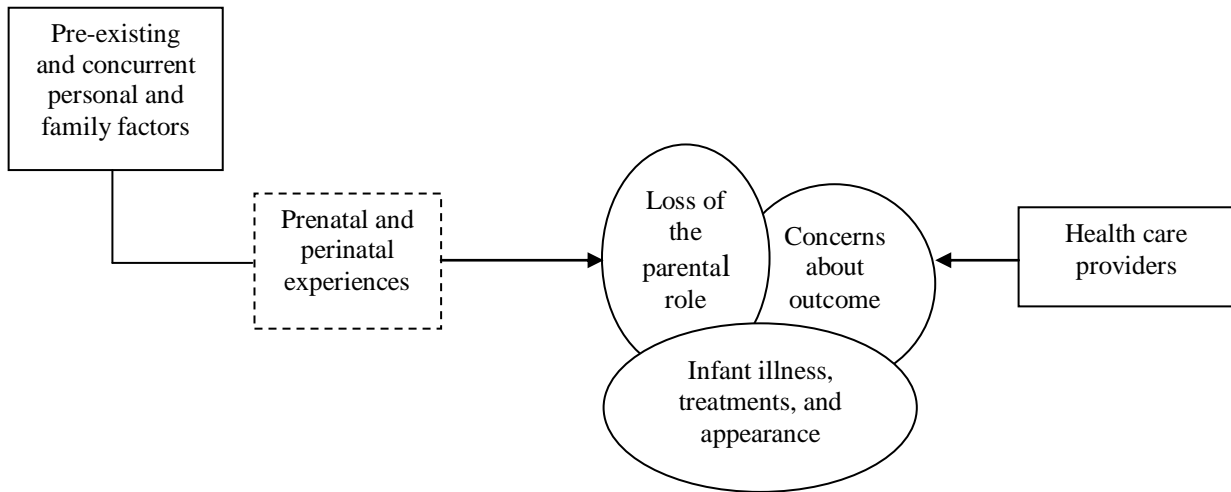 Pre-existing
and concurrent
personal and
family factors
Prenatal and
perinatal
experiences
Loss of
the
parental
role
Concerns
about
outcome
Infant illness,
treatments, and
appearance
Health care
providers